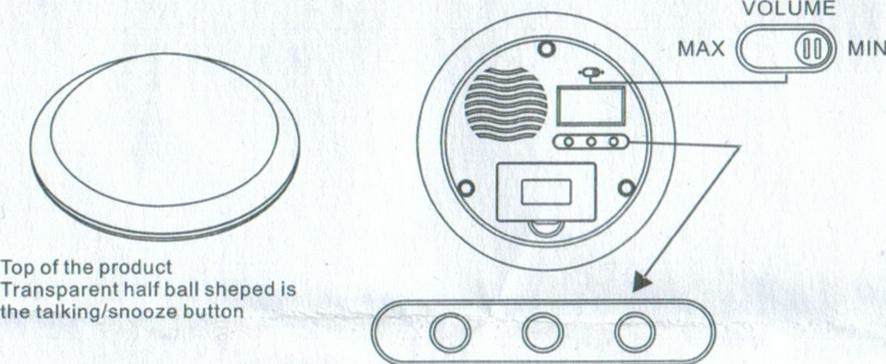 VOLUME
MAX
MIN
Top of the product
Transparent half ball sheped is
the talking/snooze button